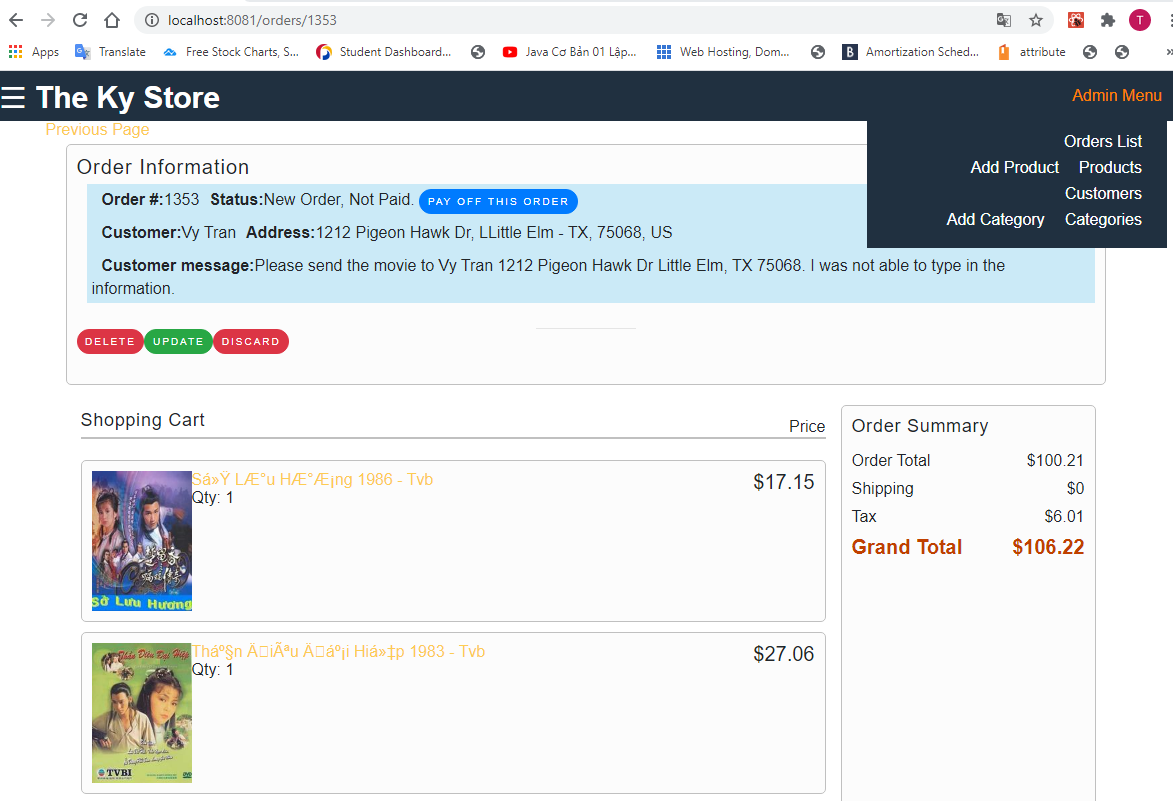 localhost:8081/orders/1353
T
Apps Translate Free Stock Charts, S... Student Dashboard... Java Cơ Bản 01 Lập... Web Hosting, Dom... B Amortization Sched... attribute »
☰ The Ky Store Admin Menu
Previous Page
Orders List
Add Product Products
Customers
Add Category Categories
Order Information
Order #:1353 Status:New Order, Not Paid. PAY OFF THIS ORDER
Customer:Vy Tran Address:1212 Pigeon Hawk Dr, LLittle Elm - TX, 75068, US
Customer message:Please send the movie to Vy Tran 1212 Pigeon Hawk Dr Little Elm, TX 75068. I was not able to type in the
information.
DELETE UPDATE DISCARD
Shopping Cart Price
Sá»Ÿ LÆ°u HÆ°Æ¡ng 1986 - Tvb $17.15
Qty: 1
Sở Lưu Hương
Tháº§n Ä□iÃªu Ä□áº¡i Hiá»‡p 1983 - Tvb $27.06
Qty: 1
Thần Điêu Đại Hiệp
TVBI
Order Summary
Order Total $100.21
Shipping $0
Tax $6.01
Grand Total $106.22